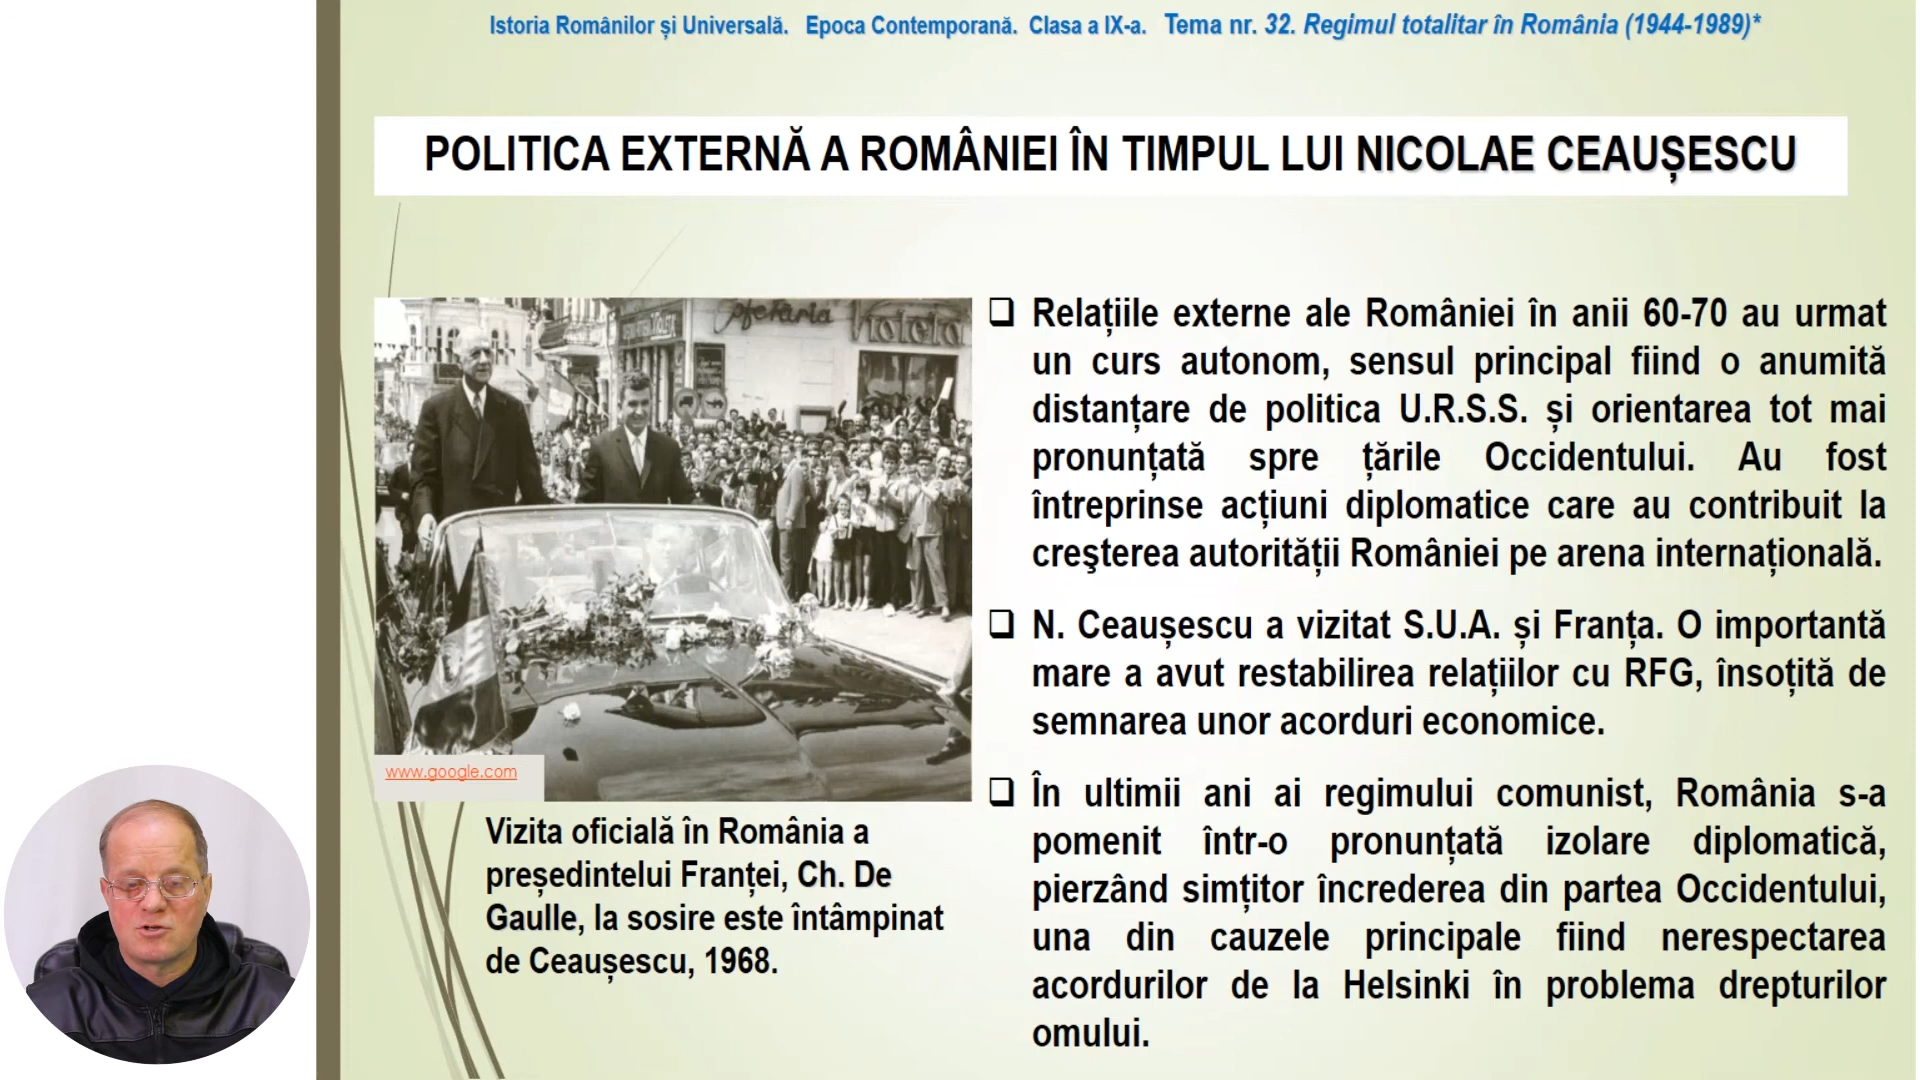 Istoria Românilor și Universală. Epoca Contemporană. Clasa a IX-a. Tema nr. 32. Regimul totalitar în România (1944-1989)*
POLITICA EXTERNĂ A ROMÂNIEI ÎN TIMPUL LUI NICOLAE CEAUȘESCU
Cofetăria Violeta
VIOLETA
www.google.com
Vizita oficială în România a
președintelui Franței, Ch. De
Gaulle, la sosire este întâmpinat
de Ceaușescu, 1968.
Relațiile externe ale României în anii 60-70 au urmat
un curs autonom, sensul principal fiind o anumită
distanțare de politica U.R.S.S. și orientarea tot mai
pronunțată spre țările Occidentului. Au fost
întreprinse acțiuni diplomatice care au contribuit la
creşterea autorității României pe arena internațională.
N. Ceaușescu a vizitat S.U.A. și Franța. O importantă
mare a avut restabilirea relațiilor cu RFG, însoțită de
semnarea unor acorduri economice.
În ultimii ani ai regimului comunist, România s-a
pomenit într-o pronunțată izolare diplomatică,
pierzând simțitor încrederea din partea Occidentului,
una din cauzele principale fiind nerespectarea
acordurilor de la Helsinki în problema drepturilor
omului.